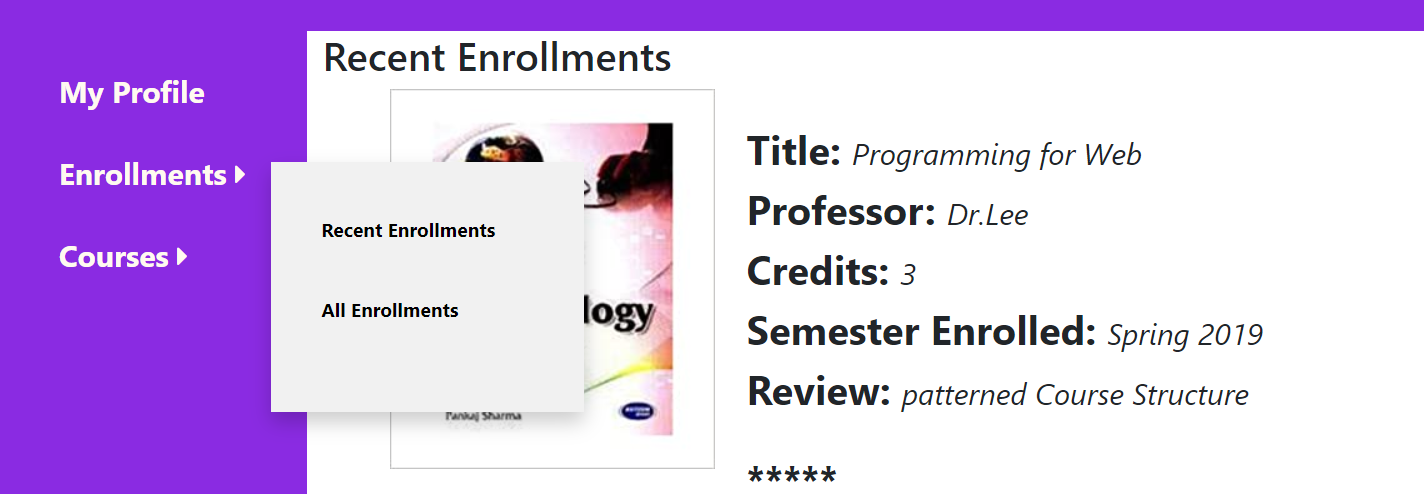 My Profile
Enrollments
Courses
Recent Enrollments
All Enrollments
Recent Enrollments
logy
Pankaj Sharma
Title: Programming for Web
Professor: Dr.Lee
Credits: 3
Semester Enrolled: Spring 2019
Review: patterned Course Structure
*****